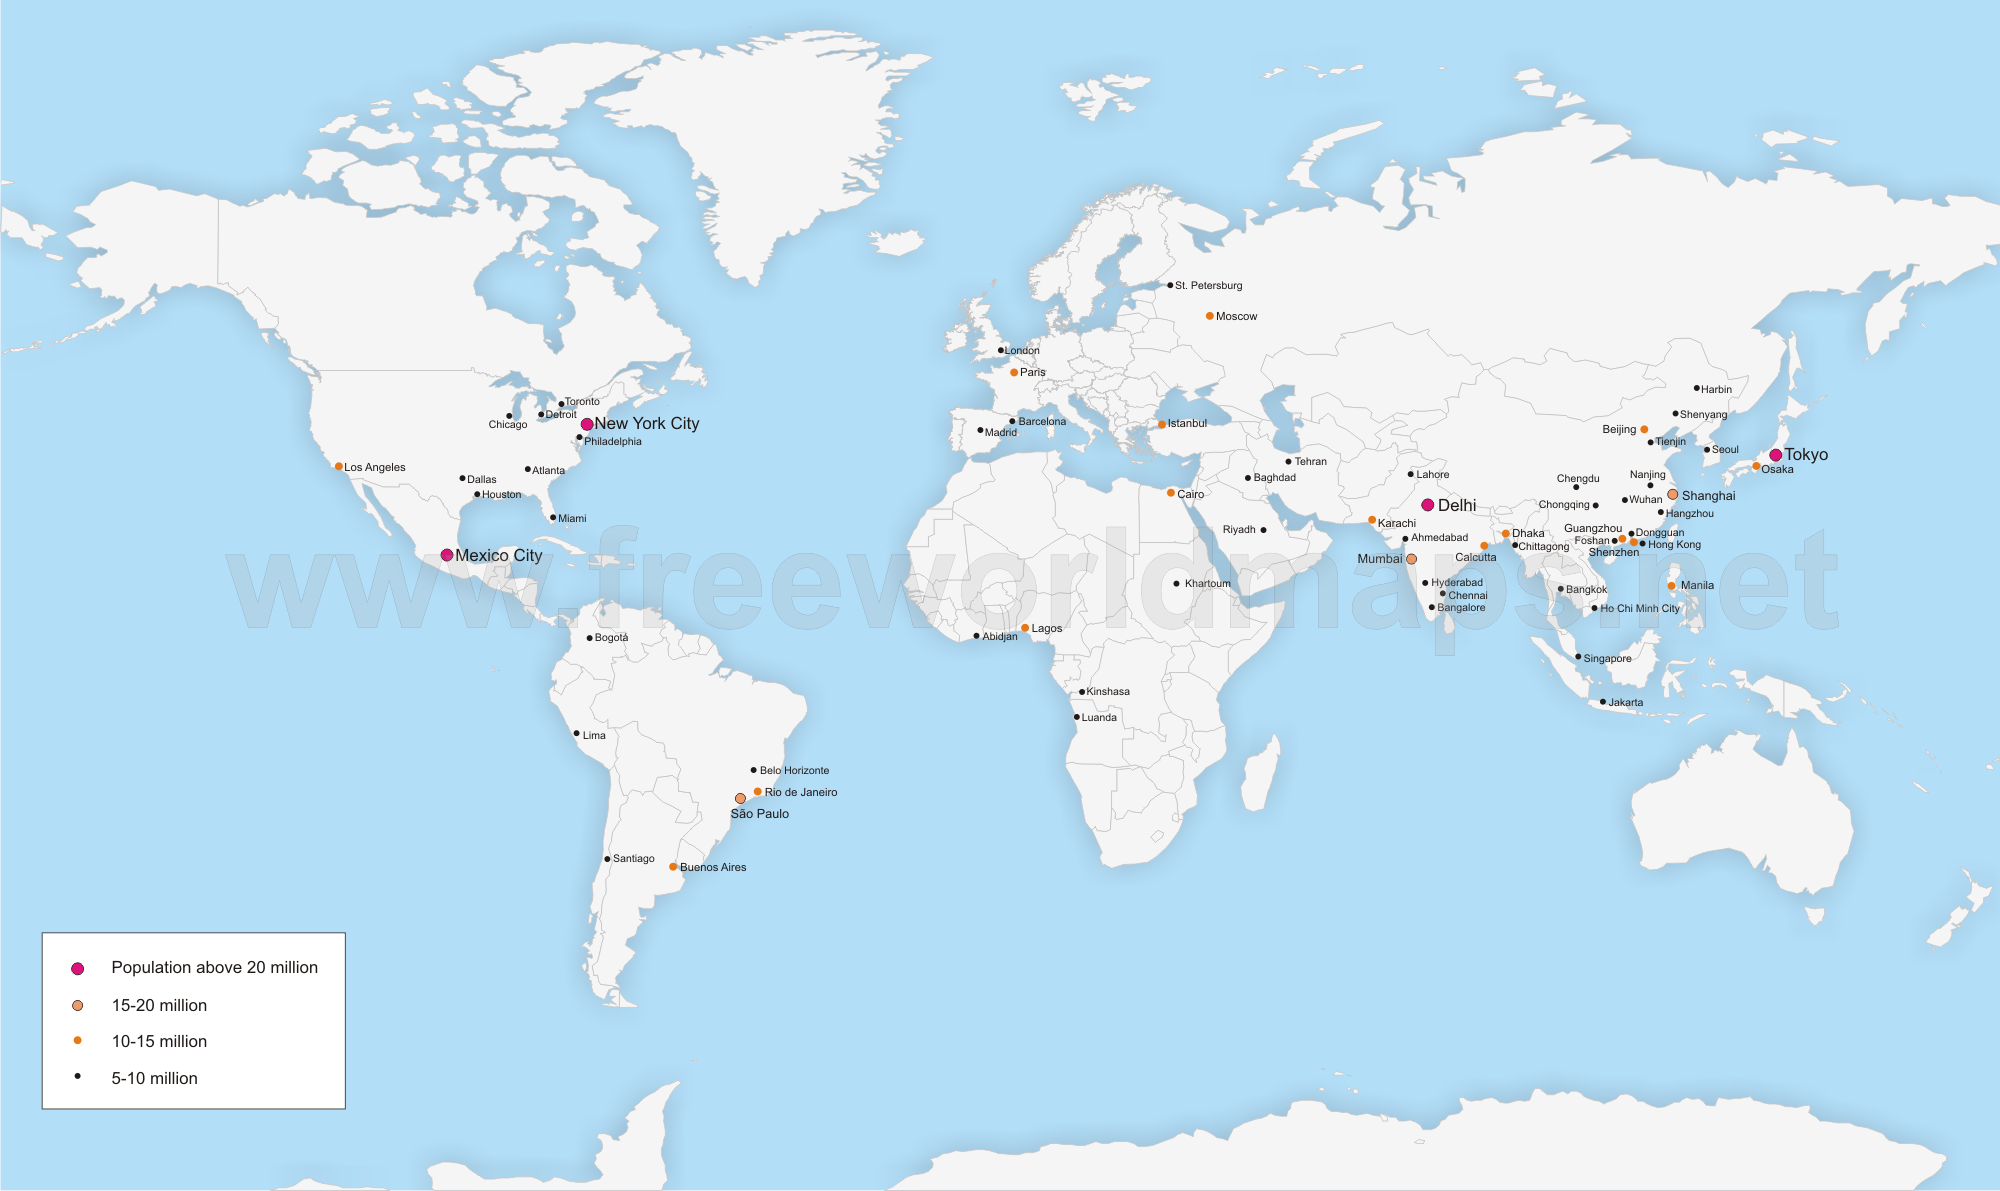 St. Petersburg
Moscow
London
Paris
Harbin
Toronto
Detroit
Shenyang
Chicago
New York City
Barcelona
Istanbul
Madrid
Beijing
Philadelphia
Tienjin
Seoul
Tokyo
Los Angeles
Atlanta
Tehran
Osaka
Dallas
Baghdad
Lahore
Chengdu
Nanjing
Houston
Cairo
Shanghai
Wuhan
Delhi
Chongqing
Hangzhou
Miami
Karachi
Riyadh
Guangzhou
Dhaka
Dongguan
Ahmedabad
Foshan
Chittagong
Hong Kong
Shenzhen
Mexico City
Mumbai
Calcutta
www.freeworldmaps.net
Khartoum
Hyderabad
Manila
Bangkok
Chennai
Bangalore
Ho Chi Minh City
Lagos
Bogotá
Abidjan
Singapore
Kinshasa
Jakarta
Luanda
Lima
Belo Horizonte
Rio de Janeiro
São Paulo
Santiago
Buenos Aires
Population above 20 million
15-20 million
10-15 million
5-10 million